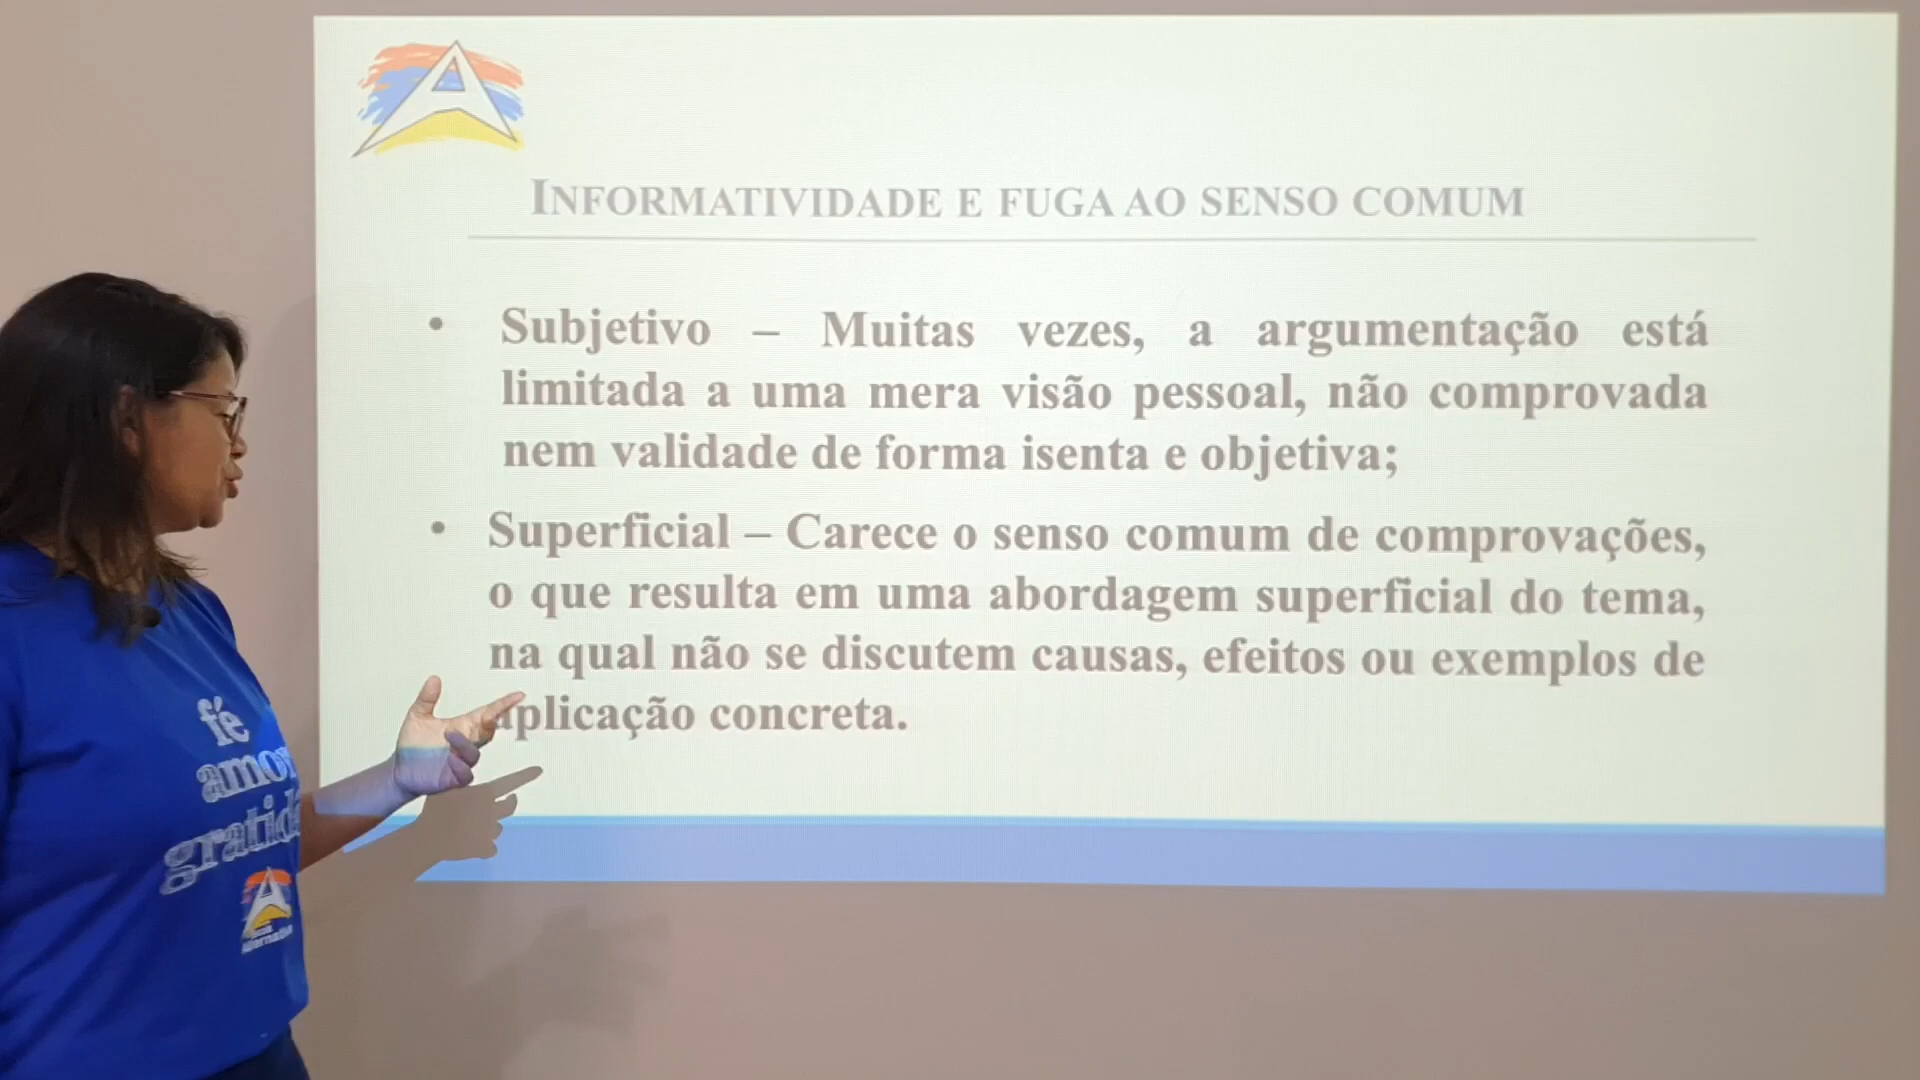 INFORMATIVIDADE E FUGA AO SENSO COMUM
• Subjetivo – Muitas vezes, a argumentação está
limitada a uma mera visão pessoal, não comprovada
nem validade de forma isenta e objetiva;
• Superficial – Carece o senso comum de comprovações,
o que resulta em uma abordagem superficial do tema,
na qual não se discutem causas, efeitos ou exemplos de
aplicação concreta.
fé
amor
gratid
A
A